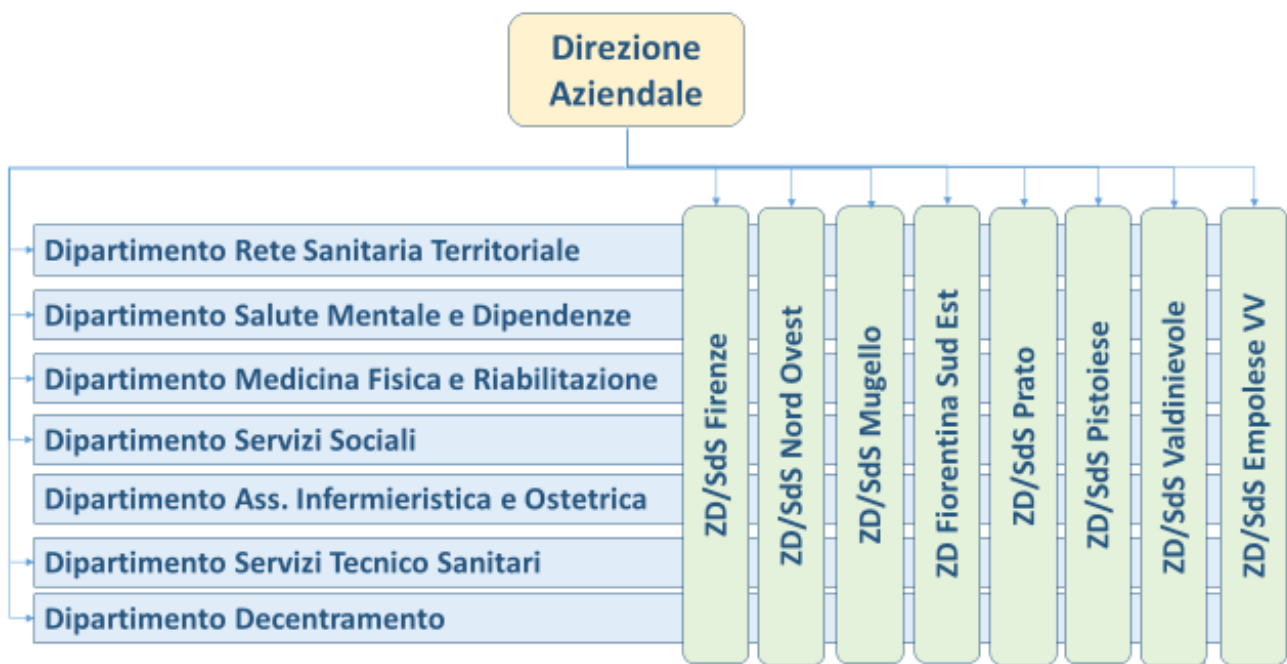 Direzione
Aziendale
Dipartimento Rete Sanitaria Territoriale
Dipartimento Salute Mentale e Dipendenze
Dipartimento Medicina Fisica e Riabilitazione
Dipartimento Servizi Sociali
Dipartimento Ass. Infermieristica e Ostetrica
Dipartimento Servizi Tecnico Sanitari
Dipartimento Decentramento
ZD/SdS Firenze
ZD/SdS Nord Ovest
ZD/SdS Mugello
ZD Fiorentina Sud Est
ZD/SdS Prato
ZD/SdS Pistoiese
ZD/SdS Valdinievole
ZD/SdS Empolese VV